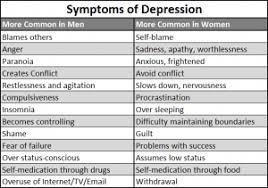 Symptoms of Depression
More Common in Men More Common in Women
Blames others Self-blame
Anger Sadness, apathy, worthlessness
Paranoia Anxious, frightened
Creates Conflict Avoid conflict
Restlessness and agitation Slows down, nervousness
Compulsiveness Procrastination
Insomnia Over sleeping
Becomes controlling Difficulty maintaining boundaries
Shame Guilt
Fear of failure Problems with success
Over status-conscious Assumes low status
Self-medication through drugs Self-medication through food
Overuse of Internet/TV/Email Withdrawal